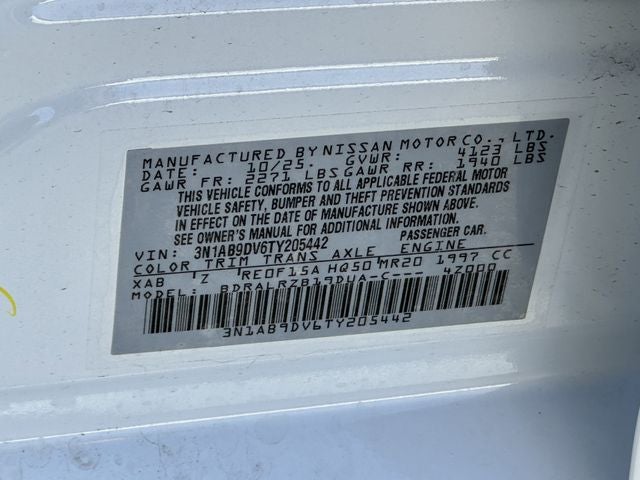 MANUFACTURED BY NISSAN MOTOR CO., LTD.
DATE: 10/25. GVWR: 4123 LBS
GAWR FR: 2271 LBS GAWR RR: 1940 LBS
THIS VEHICLE CONFORMS TO ALL APPLICABLE FEDERAL MOTOR
VEHICLE SAFETY, BUMPER, AND THEFT PREVENTION STANDARDS
IN EFFECT ON THE DATE OF MANUFACTURE SHOWN ABOVE.
SEE OWNER'S MANUAL FOR ADDITIONAL INFORMATION.
VIN: 3N1AB9DV6TY205442 PASSENGER CAR.
COLOR TRIM TRANS AXLE ENGINE
XAB Z RE0F15A HQ50 MR20 1997 CC
MODEL: BDRALRZB19DUA-C--- 4Z000
3N1AB9DV6TY205442